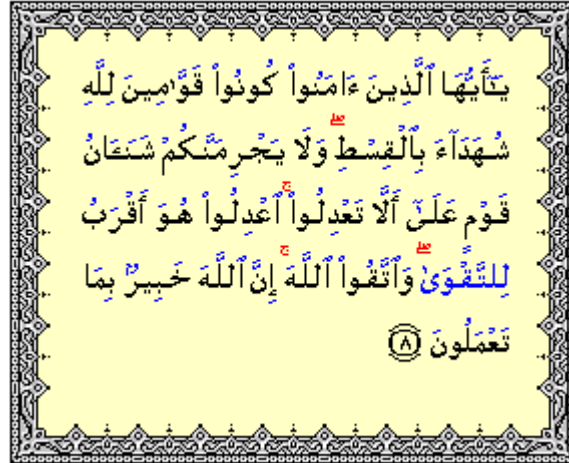 يَـٰٓأَيُّهَا ٱلَّذِينَ ءَامَنُوا۟ كُونُوا۟ قَوَّٰمِينَ لِلَّهِ
شُهَدَآءَ بِٱلْقِسْطِ ۖ وَلَا يَجْرِمَنَّكُمْ شَنَـَٔانُ
قَوْمٍ عَلَىٰٓ أَلَّا تَعْدِلُوا۟ ۚ ٱعْدِلُوا۟ هُوَ أَقْرَبُ
لِلتَّقْوَىٰ ۖ وَٱتَّقُوا۟ ٱللَّهَ ۚ إِنَّ ٱللَّهَ خَبِيرٌۢ بِمَا
تَعْمَلُونَ ٨